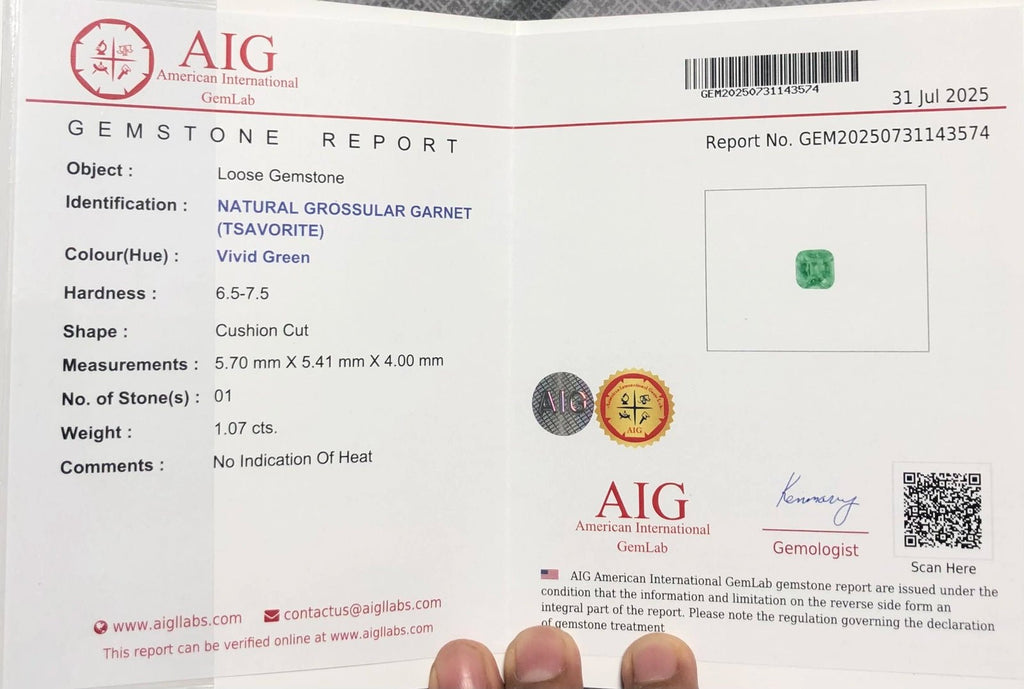 AIG
American International
GemLab
GEMSTONE REPORT
Object : Loose Gemstone
Identification : NATURAL GROSSULAR GARNET
(TSAVORITE)
Colour(Hue) : Vivid Green
Hardness : 6.5-7.5
Shape : Cushion Cut
Measurements : 5.70 mm X 5.41 mm X 4.00 mm
No. of Stone(s) : 01
Weight : 1.07 cts.
Comments : No Indication Of Heat
www.aigllabs.com contactus@aigllabs.com
This report can be verified online at www.aigllabs.com
GEM20250731143574
31 Jul 2025
Report No. GEM20250731143574
AIG
AIG
AIG
American International
GemLab
Gemologist
Scan Here
AIG American International GemLab gemstone report are issued under the
condition that the information and limitation on the reverse side form an
integral part of the report. Please note the regulation governing the declaration
of gemstone treatment